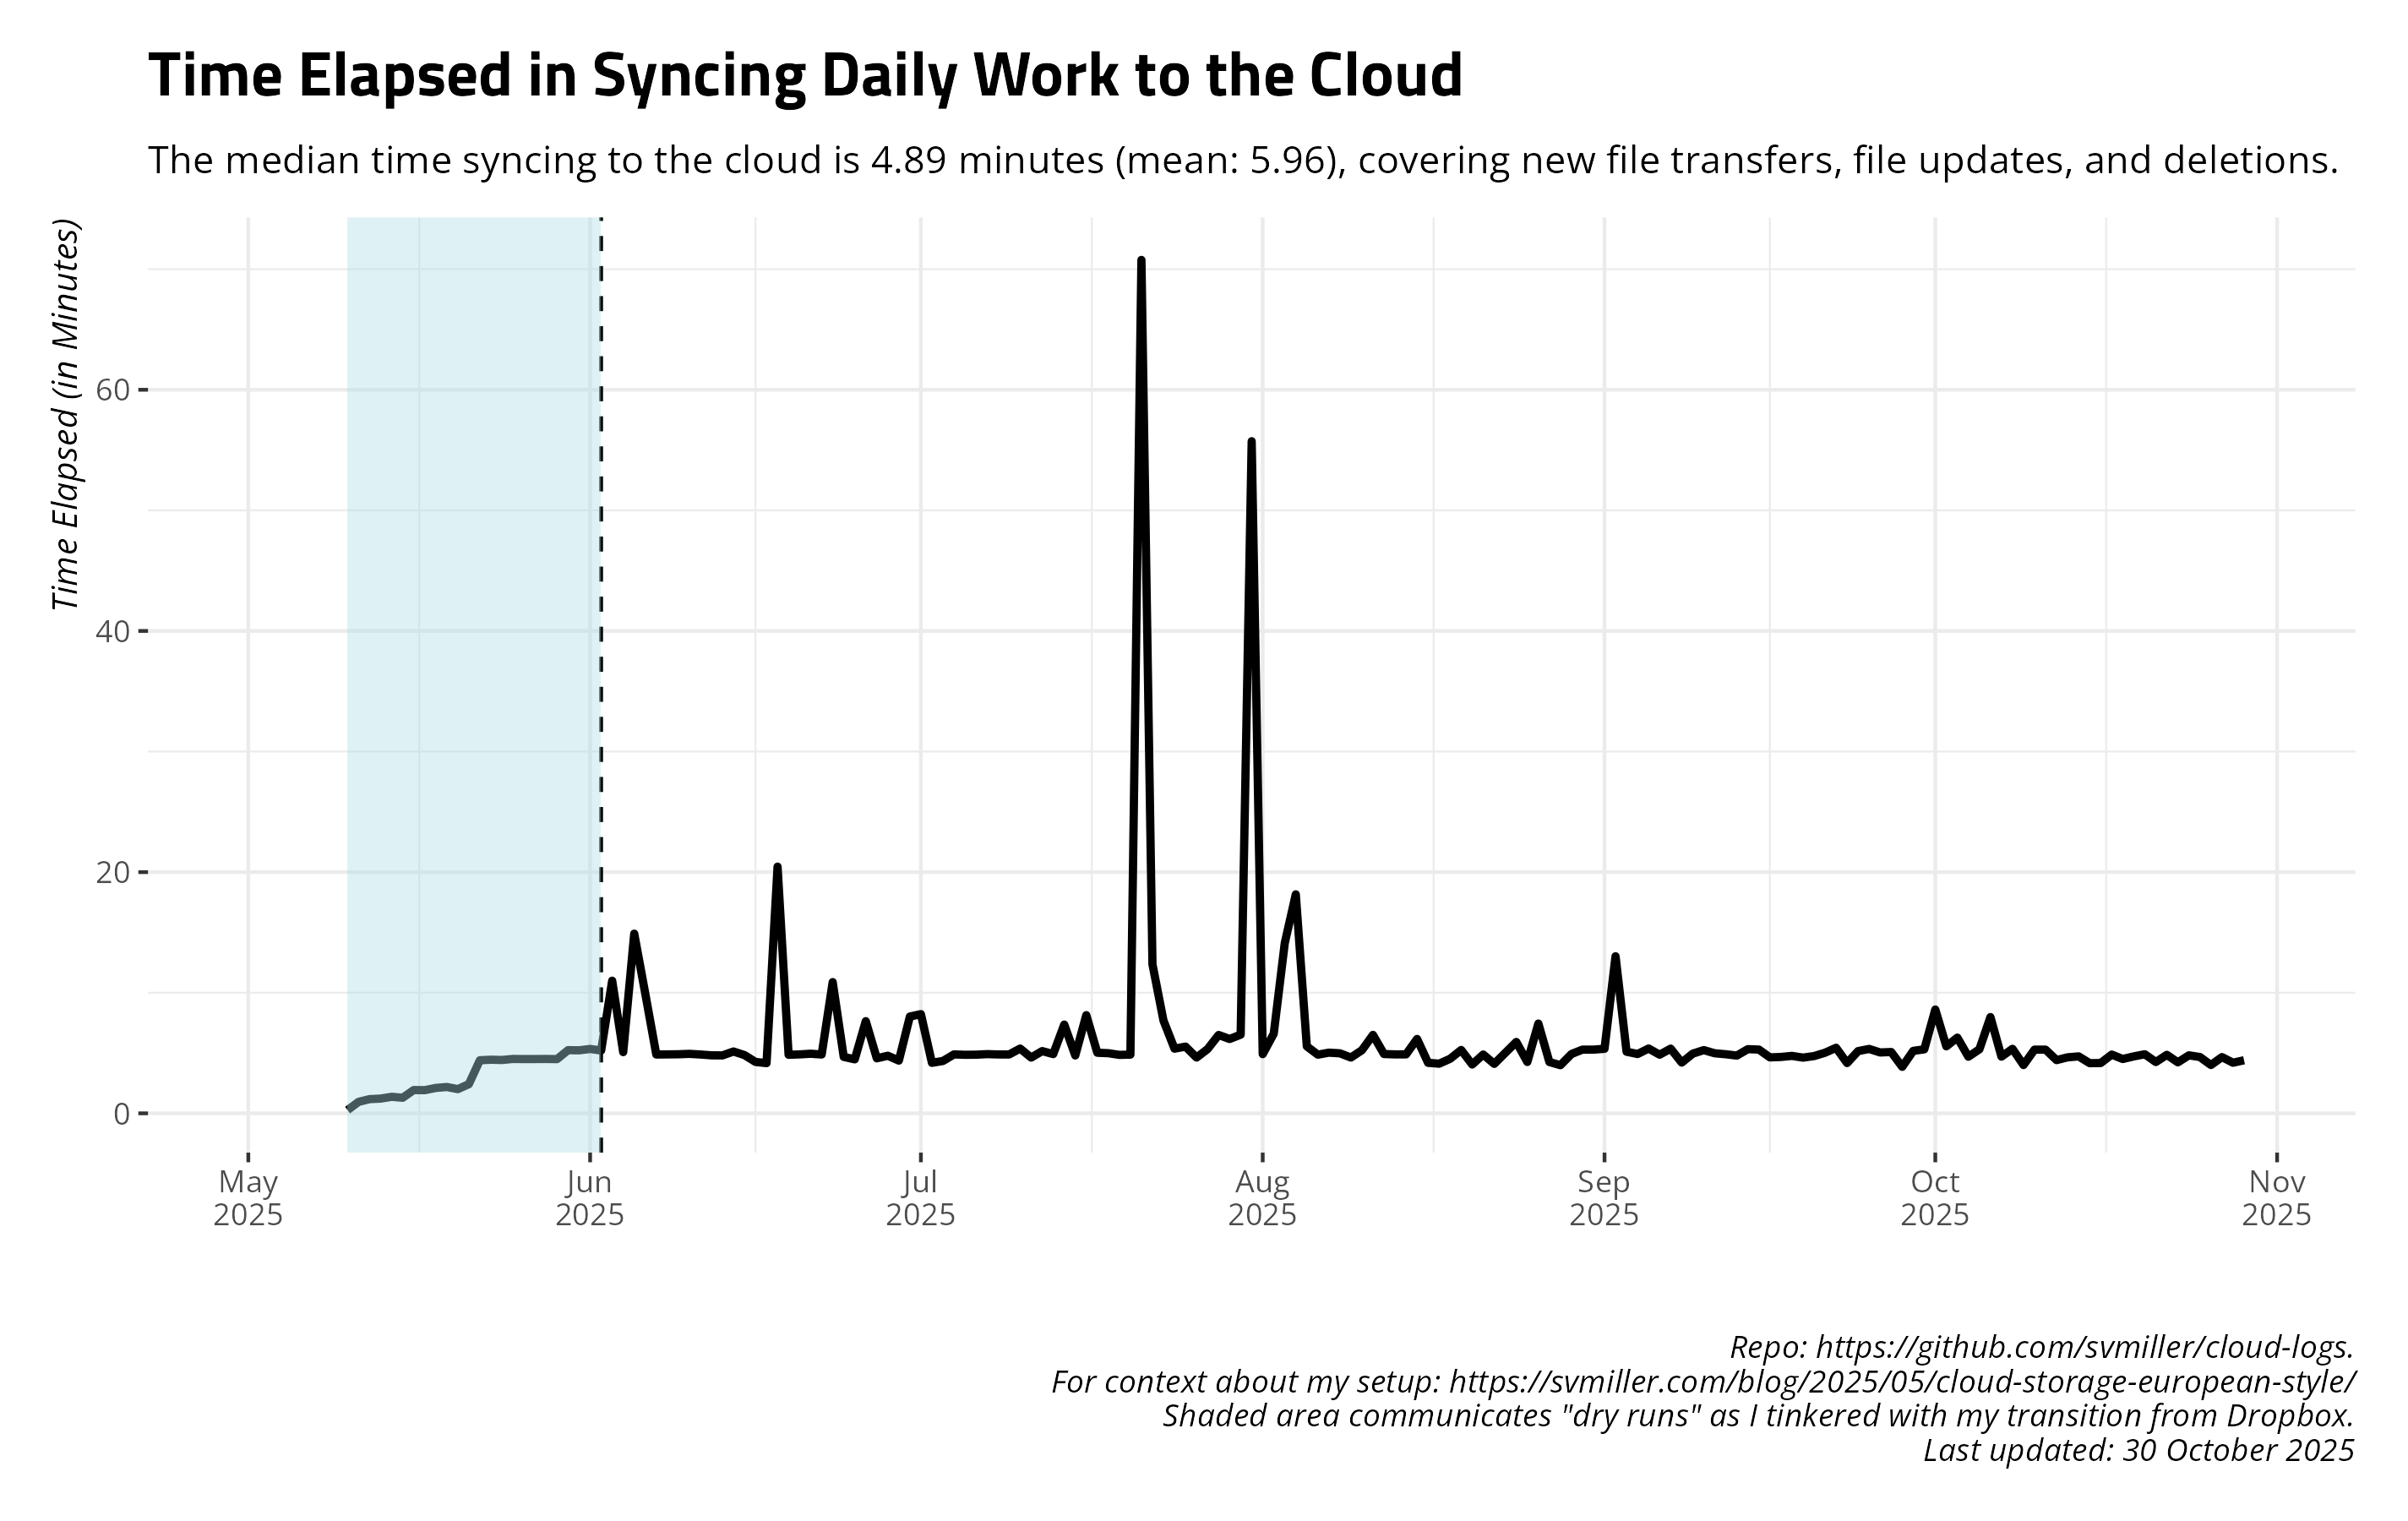 Time Elapsed in Syncing Daily Work to the Cloud
The median time syncing to the cloud is 4.89 minutes (mean: 5.96), covering new file transfers, file updates, and deletions.
Time Elapsed (in Minutes)
60
40
20
0
May
2025
Jun
2025
Jul
2025
Aug
2025
Sep
2025
Oct
2025
Nov
2025
Repo: https://github.com/svmiller/cloud-logs.
For context about my setup: https://svmiller.com/blog/2025/05/cloud-storage-european-style/
Shaded area communicates "dry runs" as I tinkered with my transition from Dropbox.
Last updated: 30 October 2025